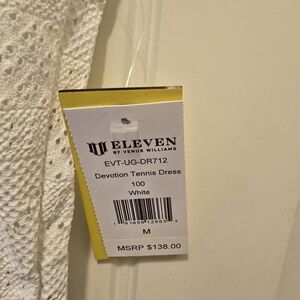 ELEVEN
BY VENUS WILLIAMS
EVT-UG-DR712
Devotion Tennis Dress
100
White
M
MSRP $138.00